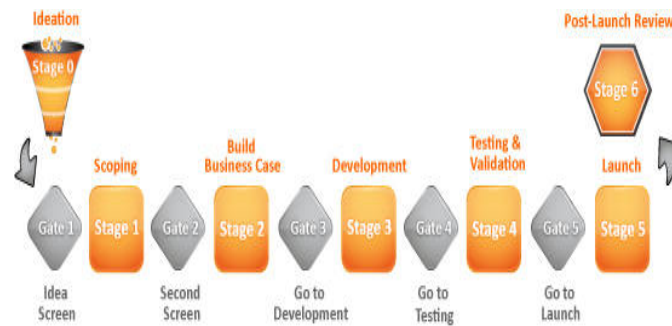 Ideation
Post-Launch Review
Stage 0
Stage 6
Scoping
Build
Business Case
Development
Testing &
Validation
Launch
Gate 1
Stage 1
Gate 2
Stage 2
Gate 3
Stage 3
Gate 4
Stage 4
Gate 5
Stage 5
Idea
Screen
Second
Screen
Go to
Development
Go to
Testing
Go to
Launch